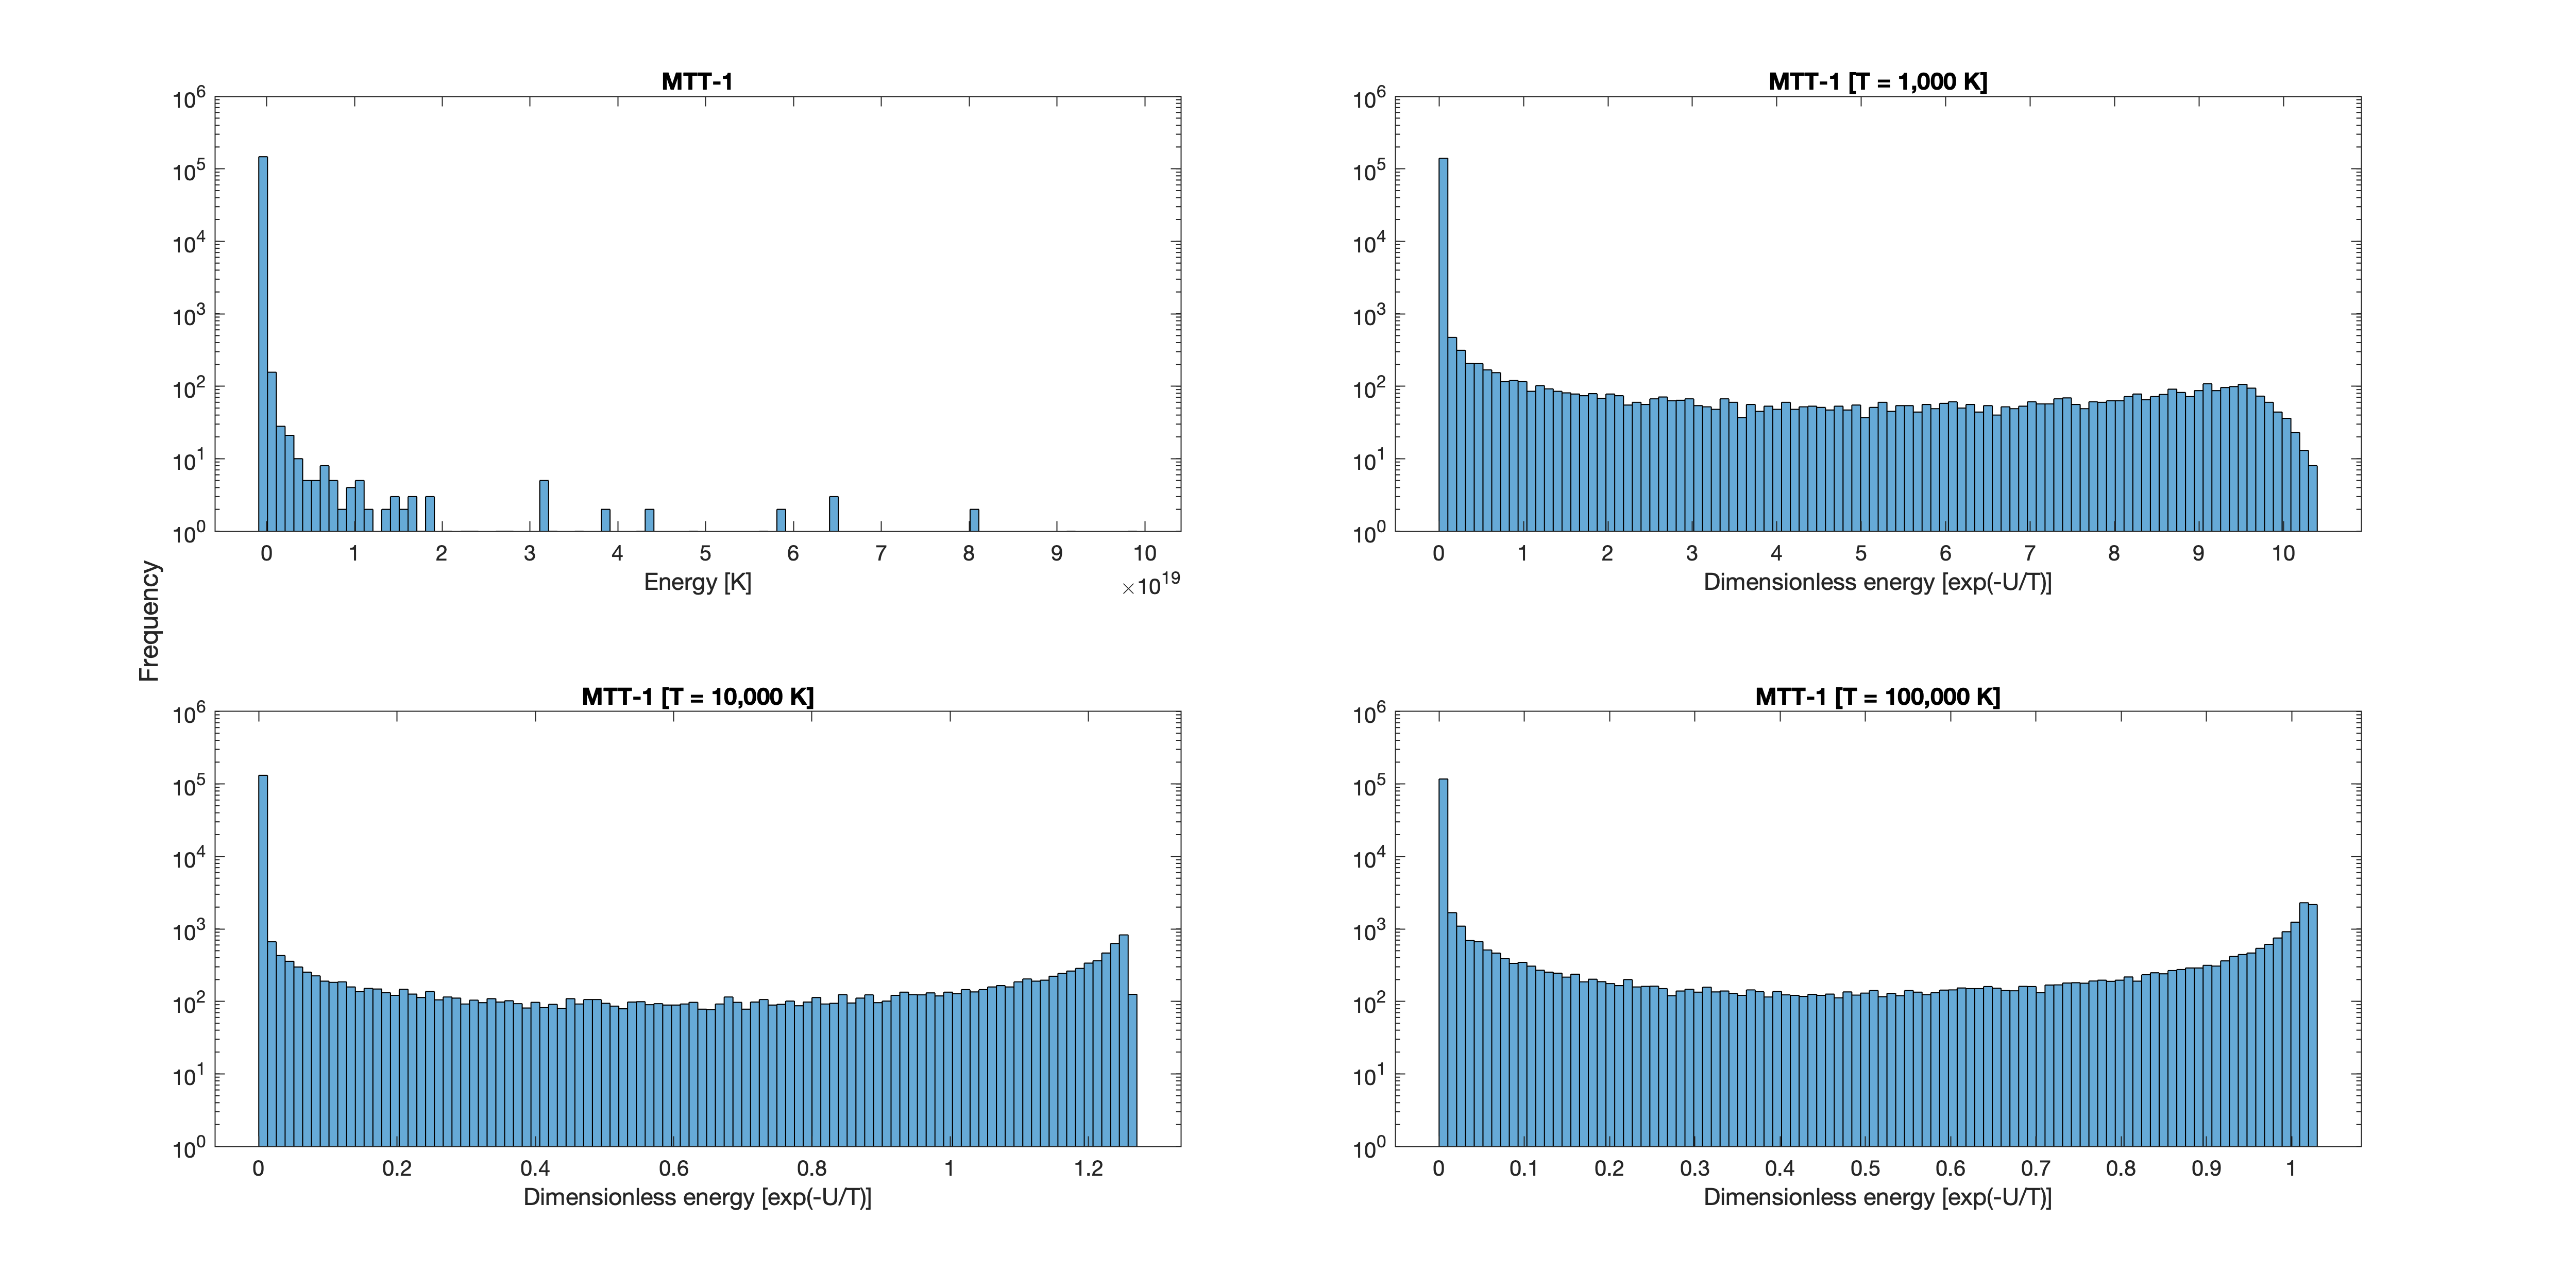 MTT-1
10^6
10^5
10^4
10^3
10^2
10^1
10^0
0 1 2 3 4 5 6 7 8 9 10
Energy [K]
×10^19
MTT-1 [T = 1,000 K]
10^6
10^5
10^4
10^3
10^2
10^1
10^0
0 1 2 3 4 5 6 7 8 9 10
Dimensionless energy [exp(-U/T)]
Frequency
MTT-1 [T = 10,000 K]
10^6
10^5
10^4
10^3
10^2
10^1
10^0
0 0.2 0.4 0.6 0.8 1 1.2
Dimensionless energy [exp(-U/T)]
MTT-1 [T = 100,000 K]
10^6
10^5
10^4
10^3
10^2
10^1
10^0
0 0.1 0.2 0.3 0.4 0.5 0.6 0.7 0.8 0.9 1
Dimensionless energy [exp(-U/T)]